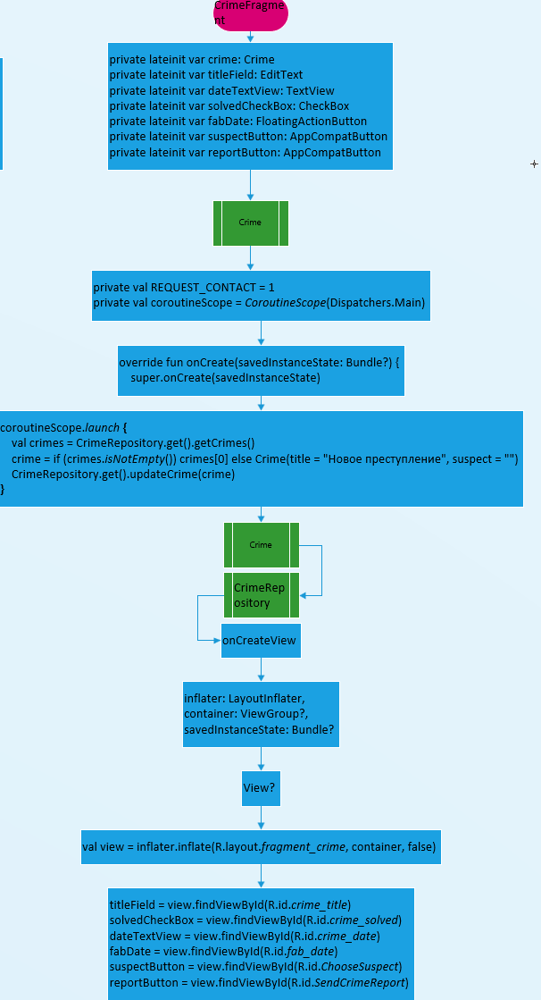 CrimeFragme
nt
private lateinit var crime: Crime
private lateinit var titleField: EditText
private lateinit var dateTextView: TextView
private lateinit var solvedCheckBox: CheckBox
private lateinit var fabDate: FloatingActionButton
private lateinit var suspectButton: AppCompatButton
private lateinit var reportButton: AppCompatButton
Crime
private val REQUEST_CONTACT = 1
private val coroutineScope = CoroutineScope(Dispatchers.Main)
override fun onCreate(savedInstanceState: Bundle?) {
super.onCreate(savedInstanceState)
coroutineScope.launch {
val crimes = CrimeRepository.get().getCrimes()
crime = if (crimes.isNotEmpty()) crimes[0] else Crime(title = "Новое преступление", suspect = "")
CrimeRepository.get().updateCrime(crime)
}
Crime
CrimeRep
ository
onCreateView
inflater: LayoutInflater,
container: ViewGroup?,
savedInstanceState: Bundle?
View?
val view = inflater.inflate(R.layout.fragment_crime, container, false)
titleField = view.findViewById(R.id.crime_title)
solvedCheckBox = view.findViewById(R.id.crime_solved)
dateTextView = view.findViewById(R.id.crime_date)
fabDate = view.findViewById(R.id.fab_date)
suspectButton = view.findViewById(R.id.ChooseSuspect)
reportButton = view.findViewById(R.id.SendCrimeReport)